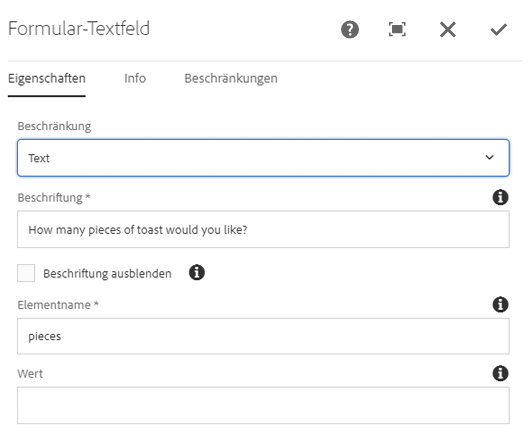 Formular-Textfeld
Eigenschaften Info Beschränkungen
Beschränkung
Text
Beschriftung *
How many pieces of toast would you like?
Beschriftung ausblenden
Elementname *
pieces
Wert